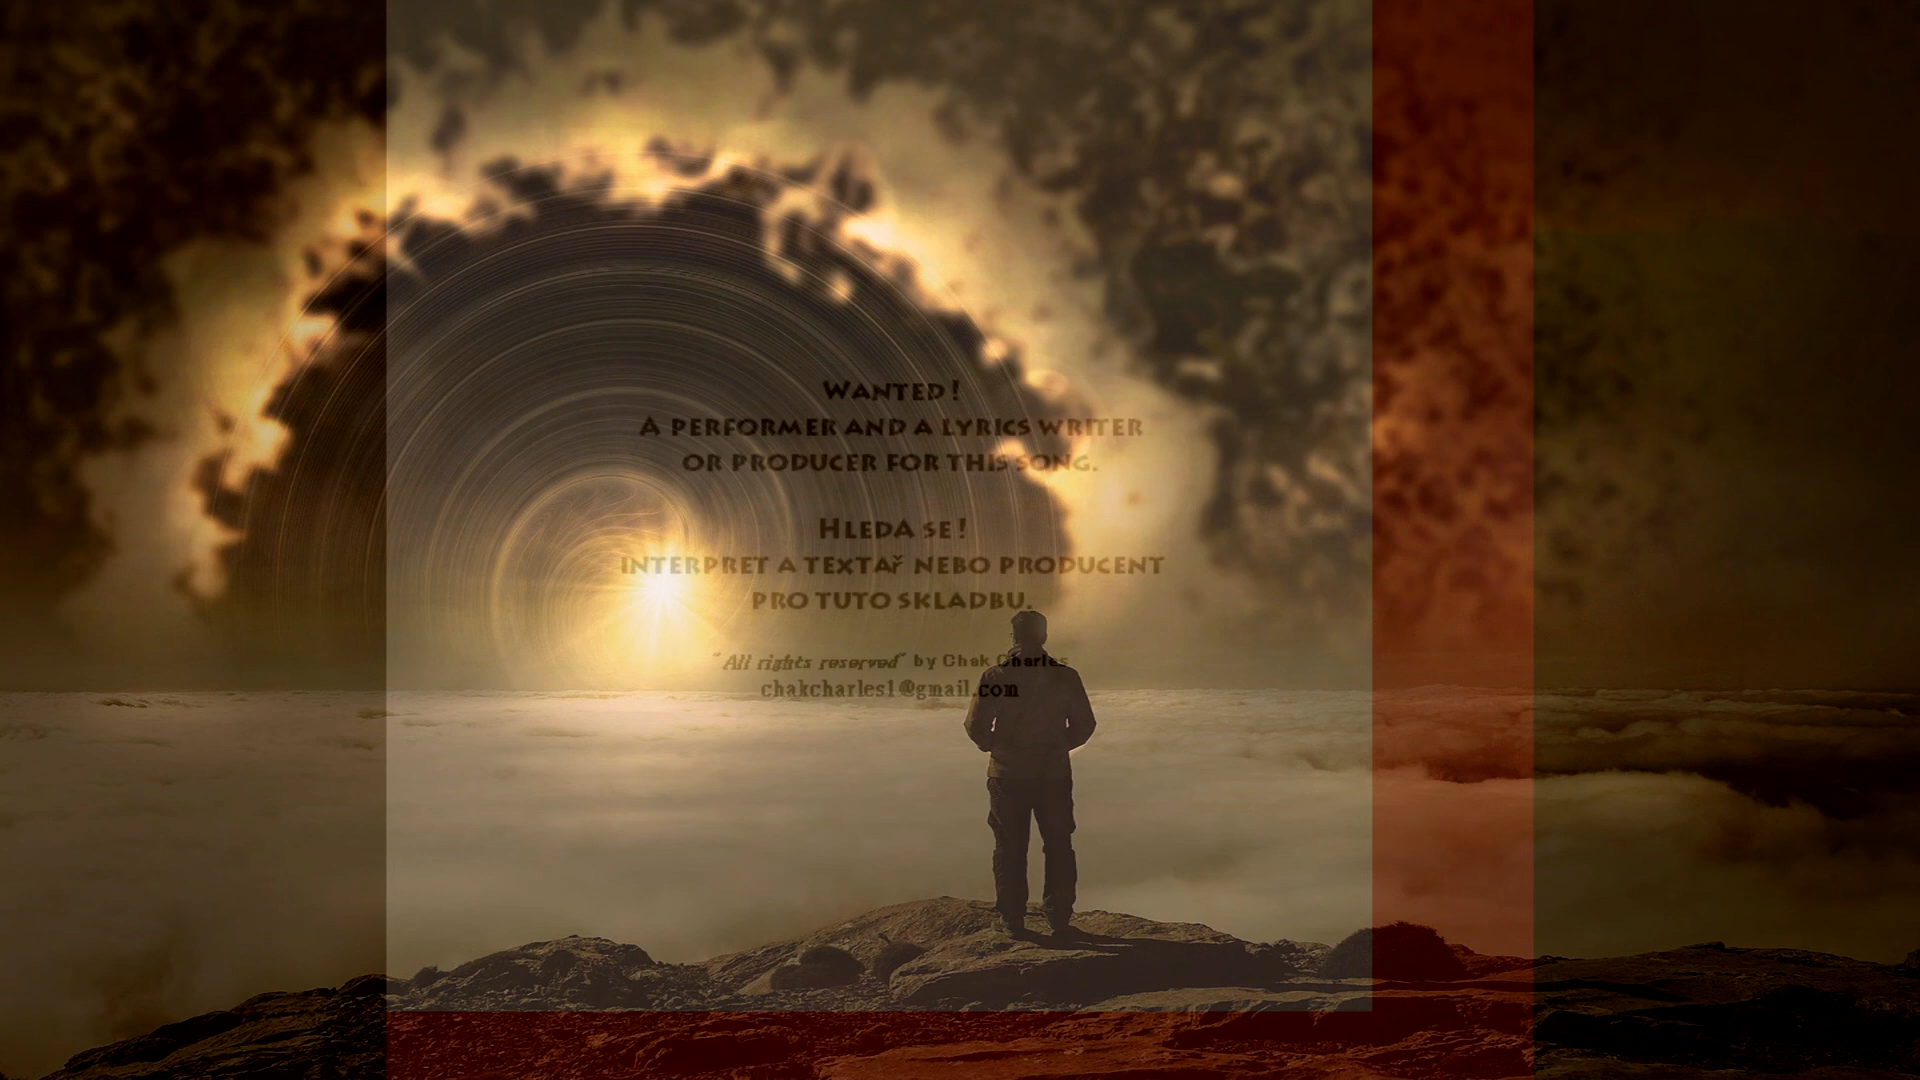 Wanted!
A performer and a lyrics writer
or producer for this song.
HledA se!
interpret a textař nebo producent
pro tuto skladbu.
"All rights reserved" by Chak Charles
chakcharles1@gmail.com